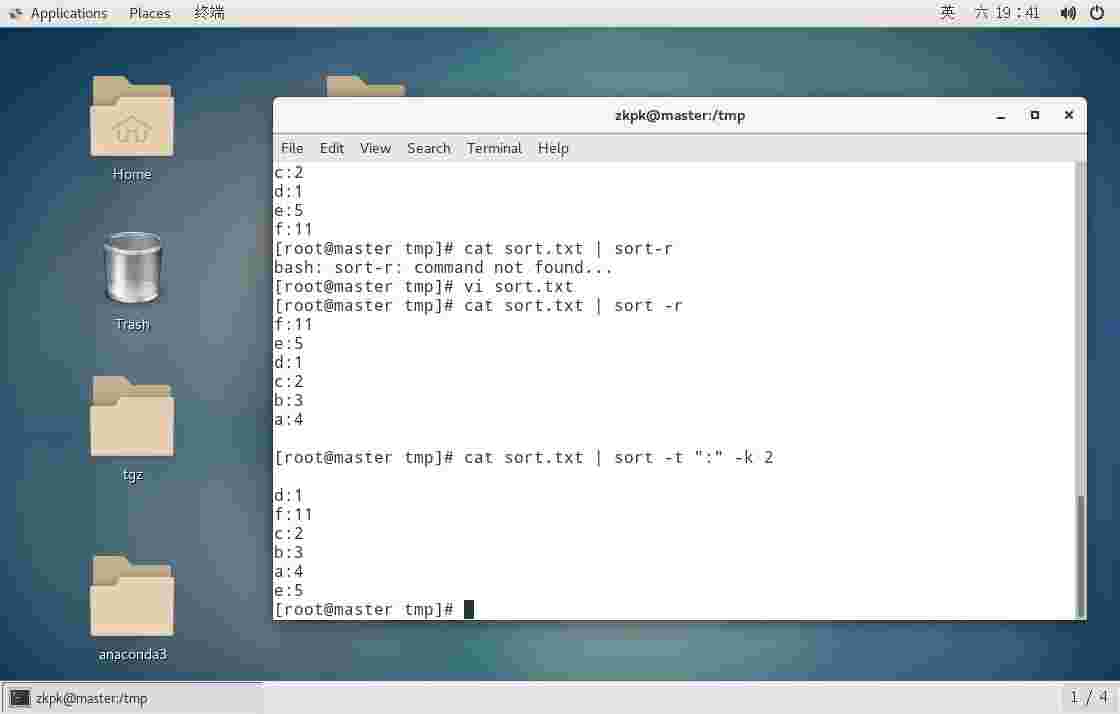 Applications Places 终端 英 六 19:41
zkpk@master:/tmp
File Edit View Search Terminal Help
c:2
d:1
e:5
f:11
[root@master tmp]# cat sort.txt | sort-r
bash: sort-r: command not found...
[root@master tmp]# vi sort.txt
[root@master tmp]# cat sort.txt | sort -r
f:11
e:5
d:1
c:2
b:3
a:4
[root@master tmp]# cat sort.txt | sort -t ":" -k 2
d:1
f:11
c:2
b:3
a:4
e:5
[root@master tmp]#
Home
Trash
tgz
anaconda3
zkpk@master:/tmp 1 / 4